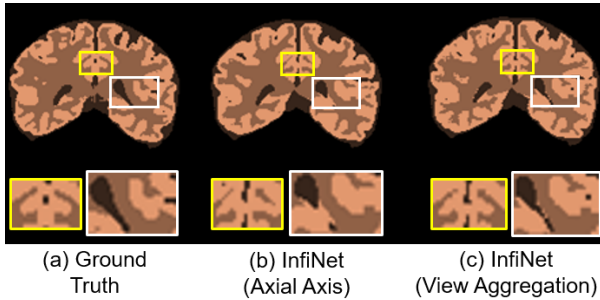 (a) Ground
Truth
(b) InfiNet
(Axial Axis)
(c) InfiNet
(View Aggregation)